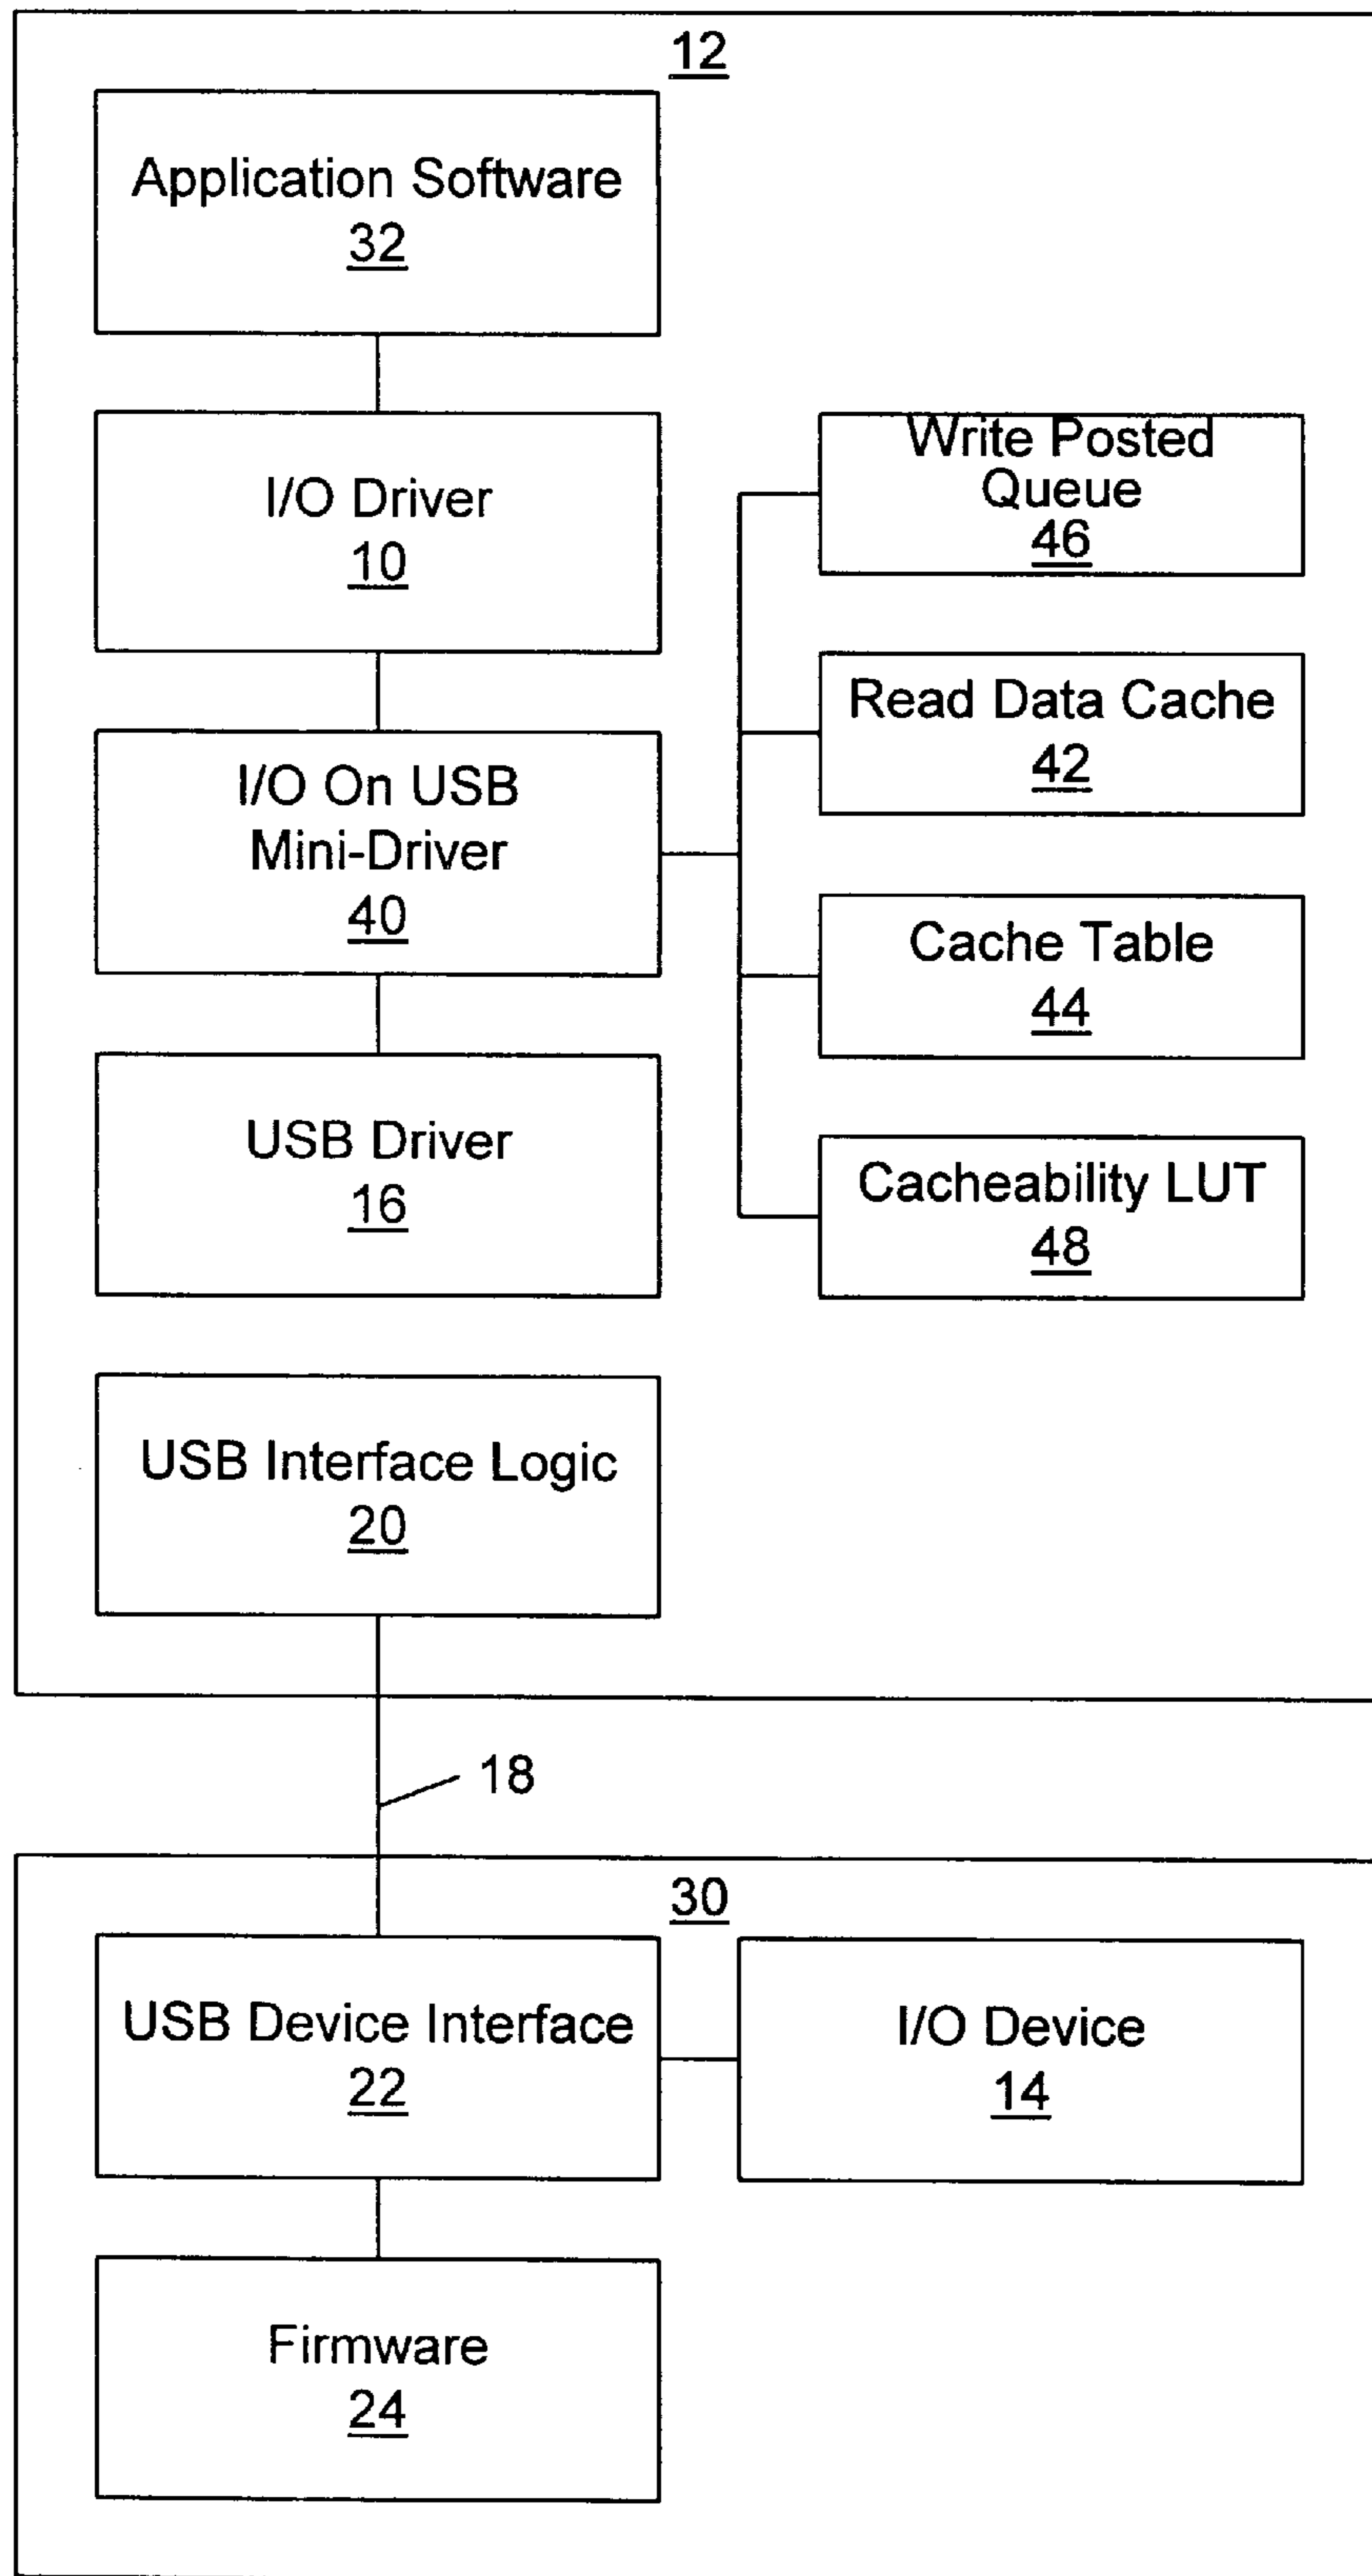 12
Application Software
32
I/O Driver
10
Write Posted
Queue
46
Read Data Cache
42
I/O On USB
Mini-Driver
40
Cache Table
44
USB Driver
16
Cacheability LUT
48
USB Interface Logic
20
18
30
USB Device Interface
22
I/O Device
14
Firmware
24